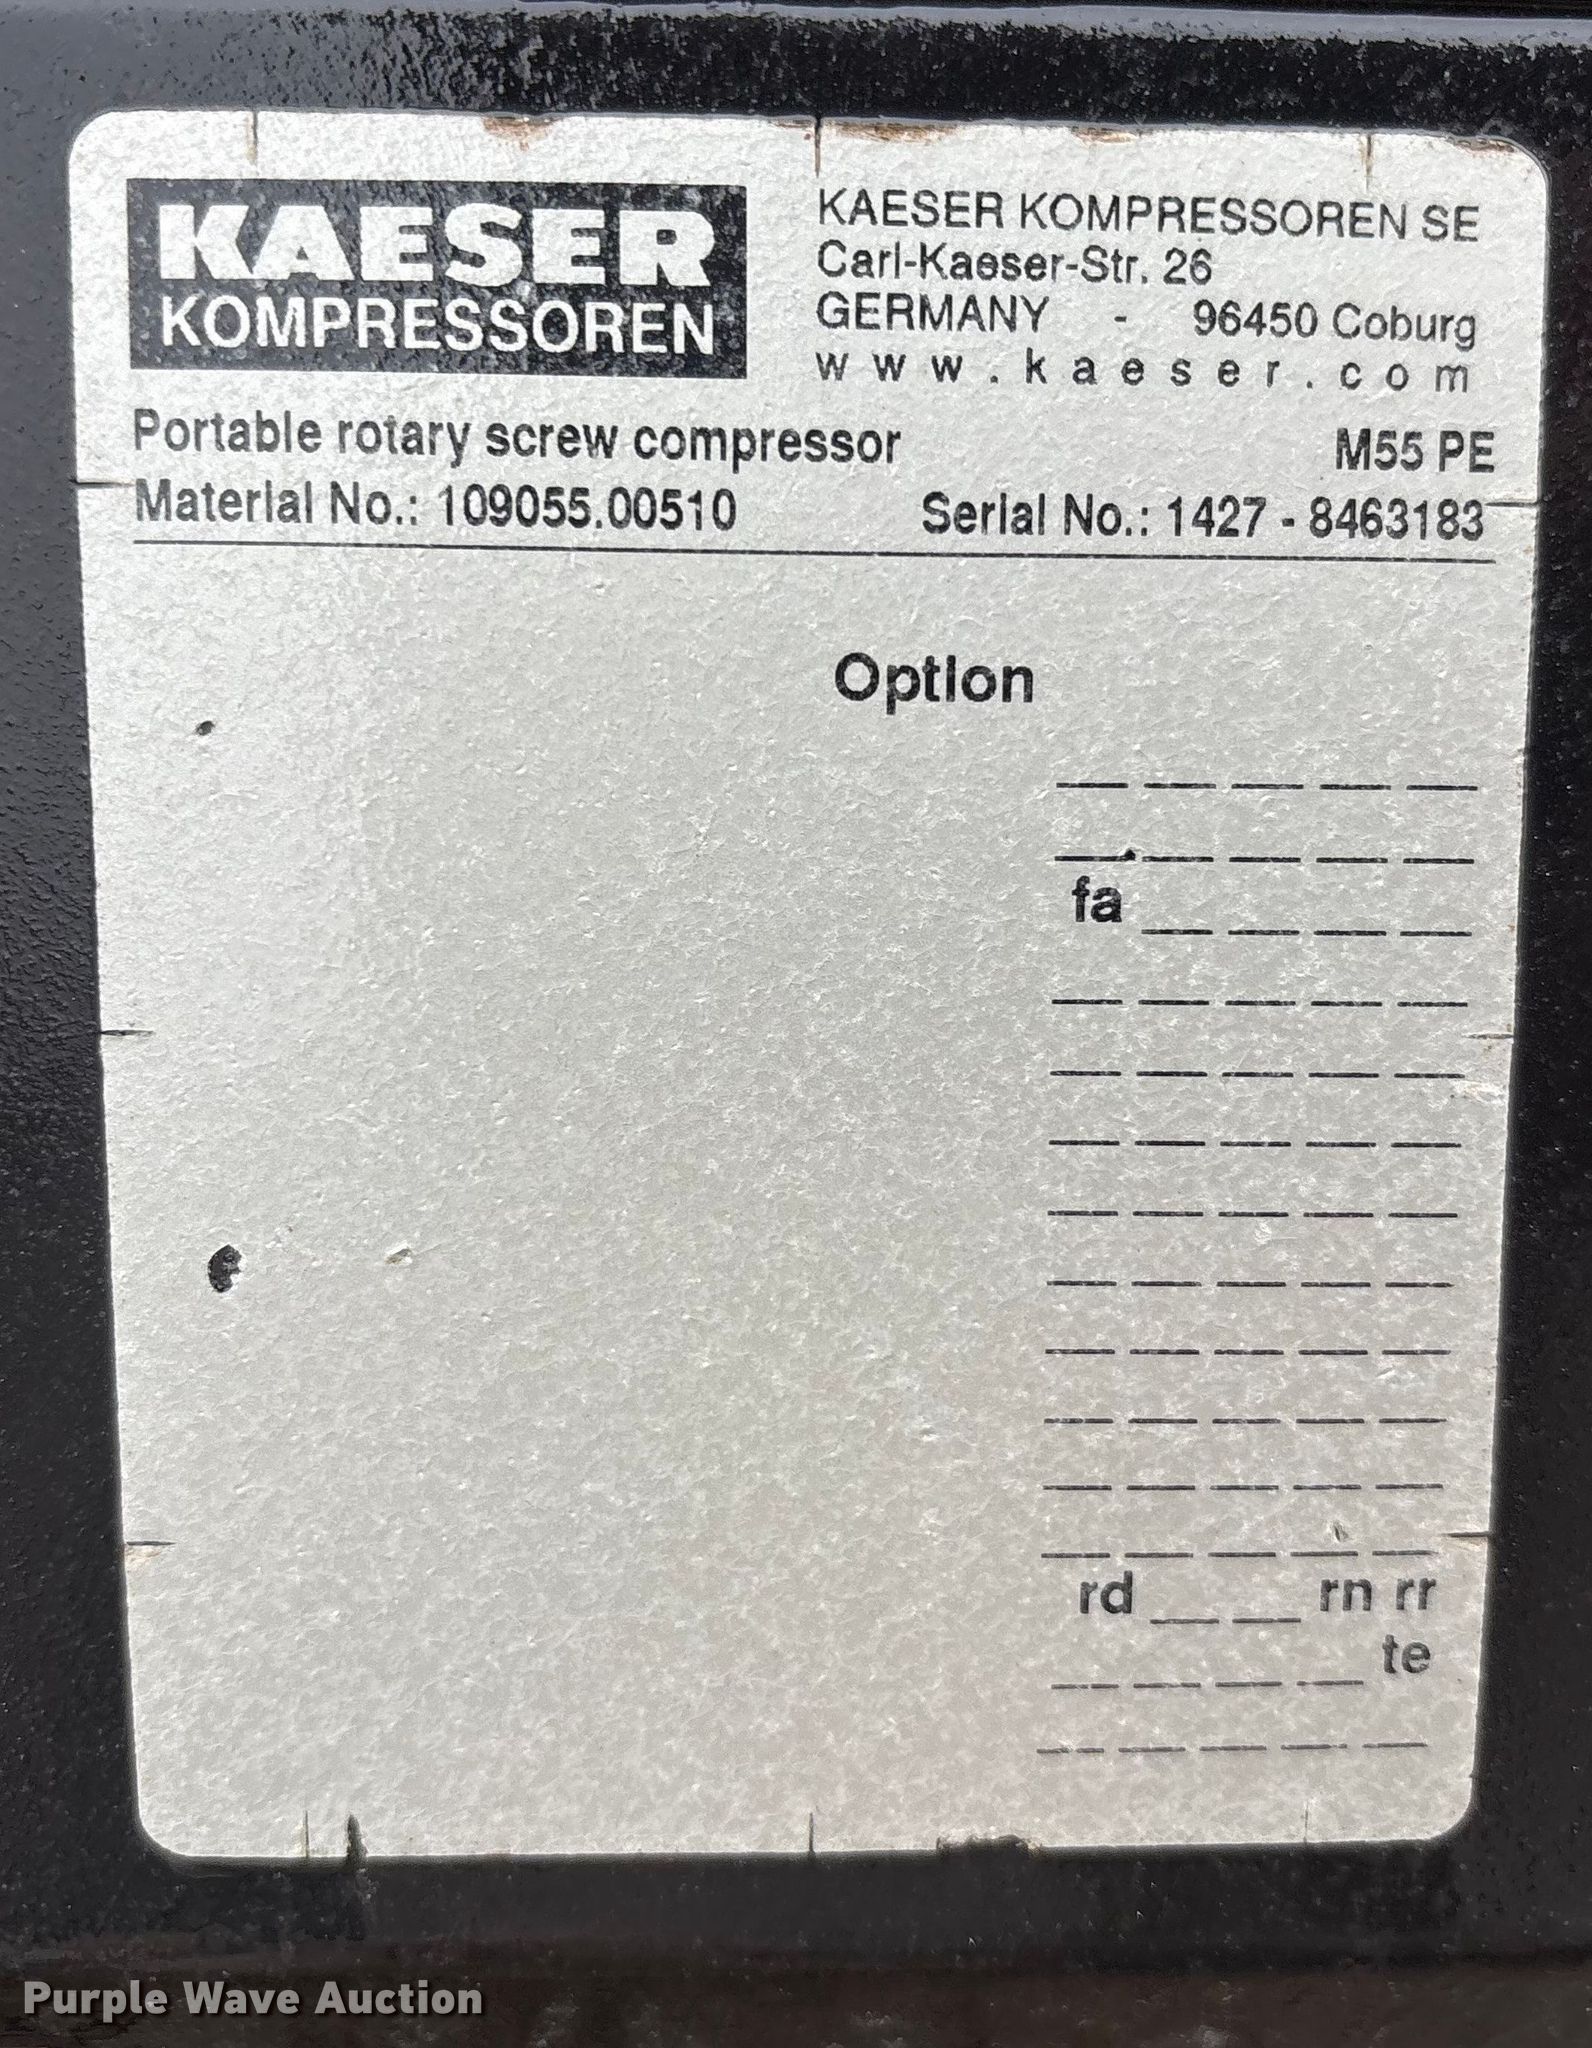 KAESER
KOMPRESSOREN
KAESER KOMPRESSOREN SE
Carl-Kaeser-Str. 26
GERMANY - 96450 Coburg
www.kaeser.com
Portable rotary screw compressor M55 PE
Material No.: 109055.00510 Serial No.: 1427 - 8463183
Option
_ _ _ _ _
_ _ _ _ _
fa _ _ _ _
_ _ _ _ _
_ _ _ _ _
_ _ _ _ _
_ _ _ _ _
_ _ _ _ _
_ _ _ _ _
_ _ _ _ _
_ _ _ _ _
_ _ _ _ _
rd _ _ rn rr
_ _ _ _ te
_ _ _ _ _
Purple Wave Auction